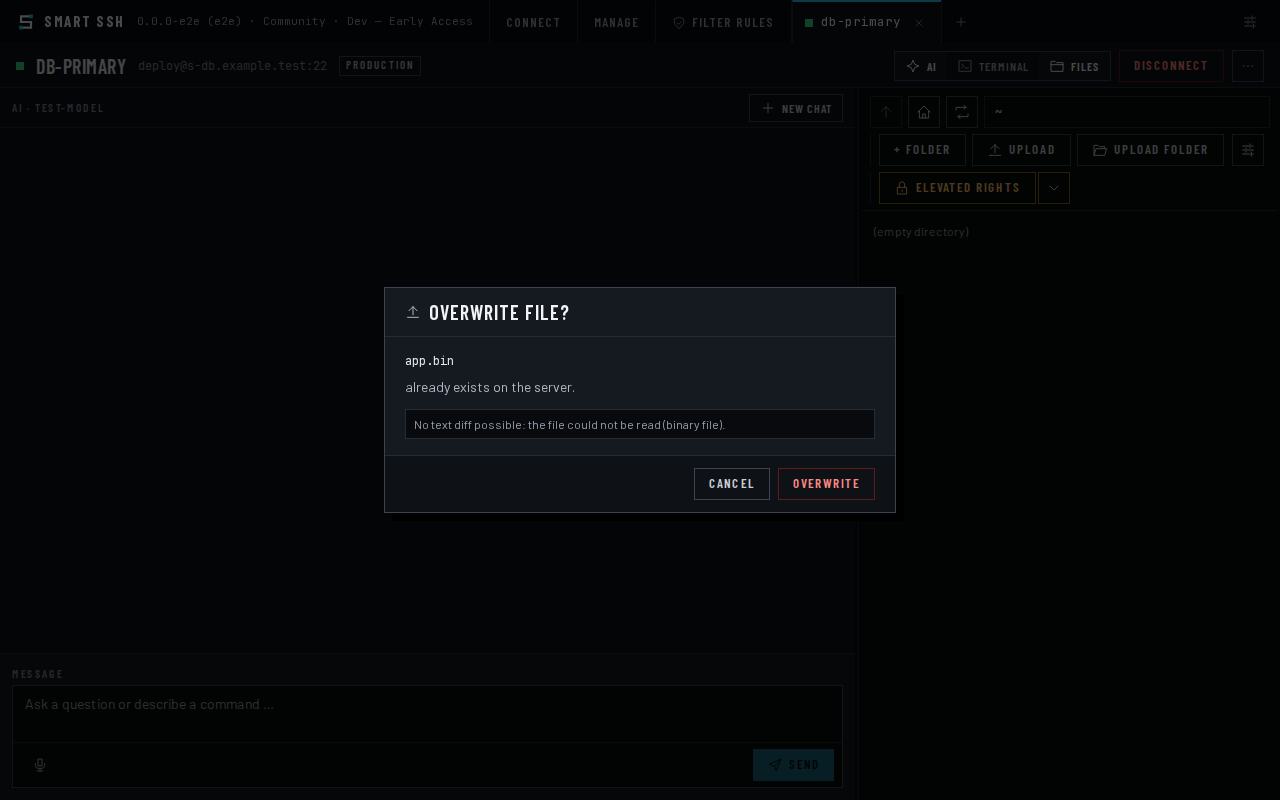 SMART SSH 0.0.0-e2e (e2e) · Community · Dev — Early Access CONNECT MANAGE FILTER RULES db-primary
DB-PRIMARY deploy@s-db.example.test:22 PRODUCTION AI TERMINAL FILES DISCONNECT ...
AI · TEST-MODEL NEW CHAT
~
+ FOLDER UPLOAD UPLOAD FOLDER
ELEVATED RIGHTS
(empty directory)
OVERWRITE FILE?
app.bin
already exists on the server.
No text diff possible: the file could not be read (binary file).
CANCEL OVERWRITE
MESSAGE
Ask a question or describe a command ...
SEND